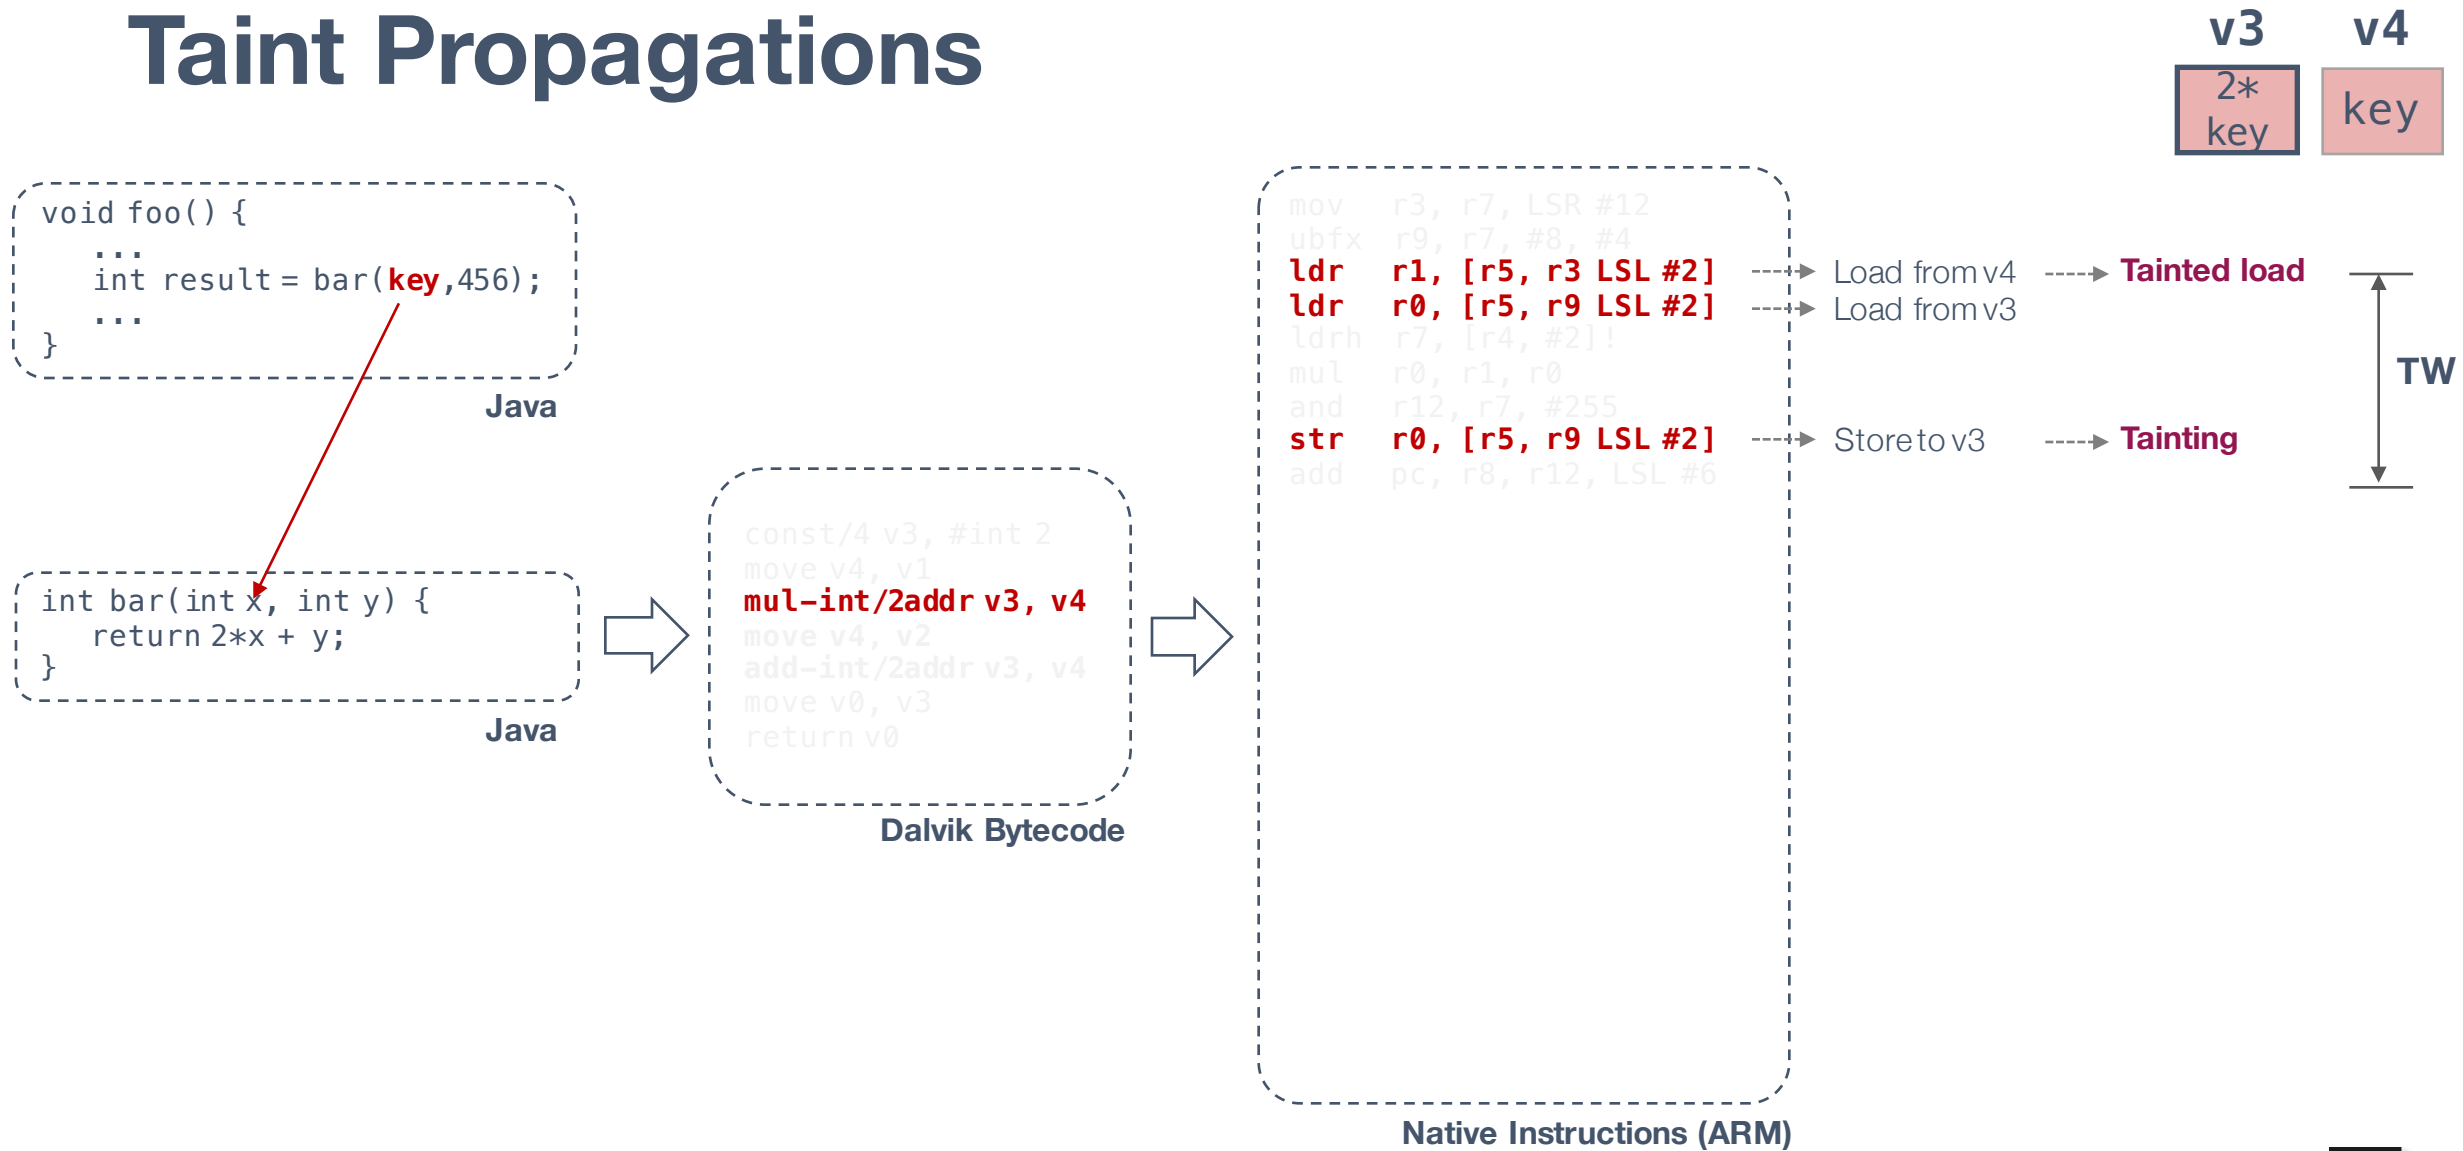 Taint Propagations
v3 v4
2*
key
key
void foo() {
...
int result = bar(key,456);
...
}
Java
int bar(int x, int y) {
return 2*x + y;
}
Java
const/4 v3, #int 2
move v4, v1
mul-int/2addr v3, v4
move v4, v2
add-int/2addr v3, v4
move v0, v3
return v0
Dalvik Bytecode
mov r3, r7, LSR #12
ubfx r9, r7, #8, #4
ldr r1, [r5, r3 LSL #2]
ldr r0, [r5, r9 LSL #2]
ldrh r7, [r4, #2]!
mul r0, r1, r0
and r12, r7, #255
str r0, [r5, r9 LSL #2]
add pc, r8, r12, LSL #6
Native Instructions (ARM)
Load from v4
Load from v3
Store to v3
Tainted load
Tainting
TW